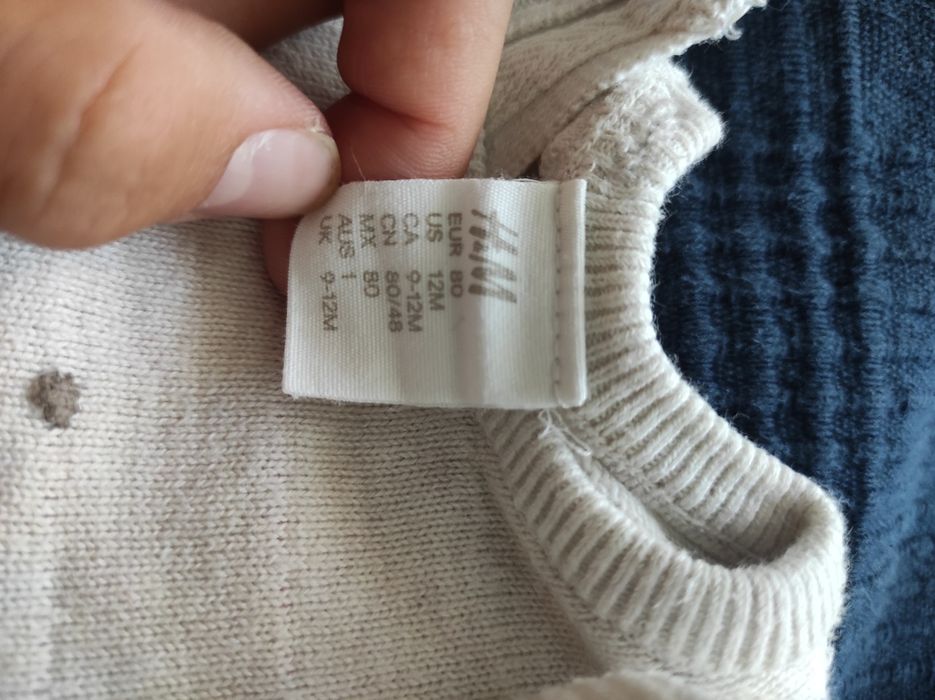 H&M
EUR 80
US 12M
CA 9-12M
CN 80/48
MX 80
AUS 1
UK 9-12M